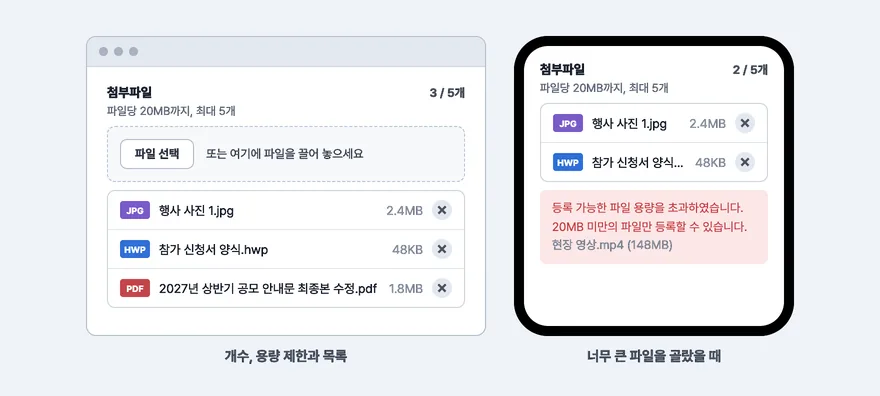 첨부파일
3 / 5개
파일당 20MB까지, 최대 5개
파일 선택
또는 여기에 파일을 끌어 놓으세요
JPG 행사 사진 1.jpg 2.4MB
HWP 참가 신청서 양식.hwp 48KB
PDF 2027년 상반기 공모 안내문 최종본 수정.pdf 1.8MB
개수, 용량 제한과 목록
첨부파일
2 / 5개
파일당 20MB까지, 최대 5개
JPG 행사 사진 1.jpg 2.4MB
HWP 참가 신청서 양식... 48KB
등록 가능한 파일 용량을 초과하였습니다.
20MB 미만의 파일만 등록할 수 있습니다.
현장 영상.mp4 (148MB)
너무 큰 파일을 골랐을 때